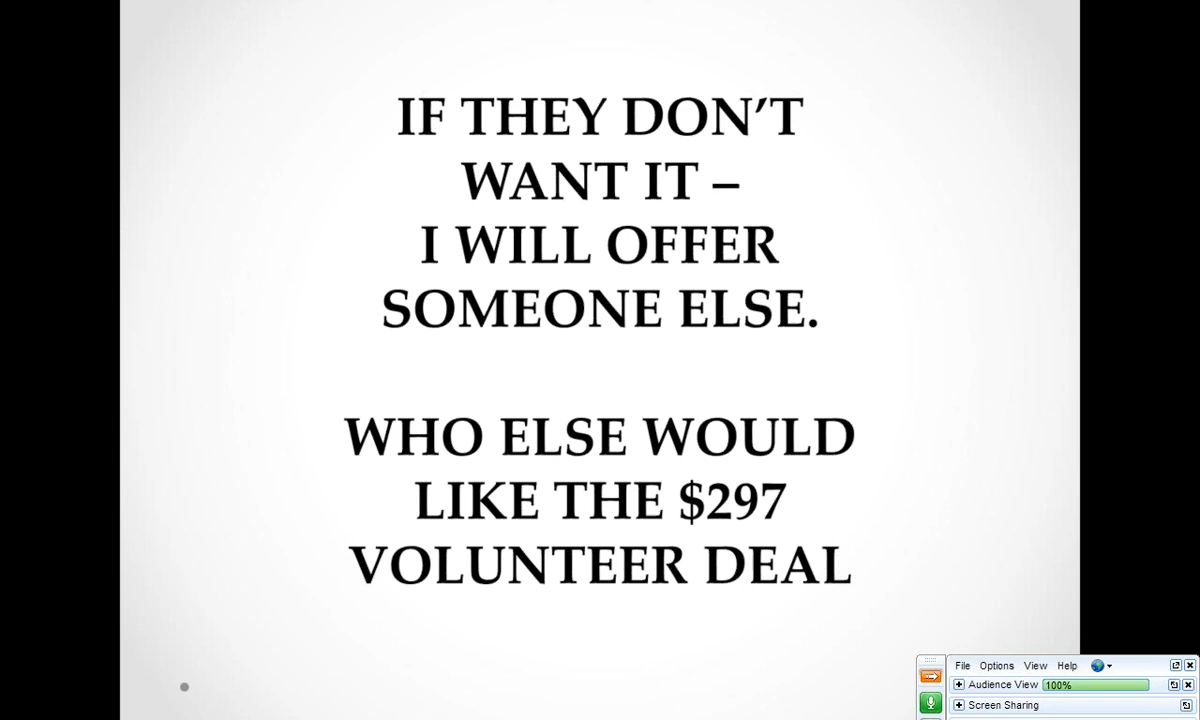 IF THEY DON’T
WANT IT –
I WILL OFFER
SOMEONE ELSE.
WHO ELSE WOULD
LIKE THE $297
VOLUNTEER DEAL
File Options View Help
Audience View 100%
Screen Sharing